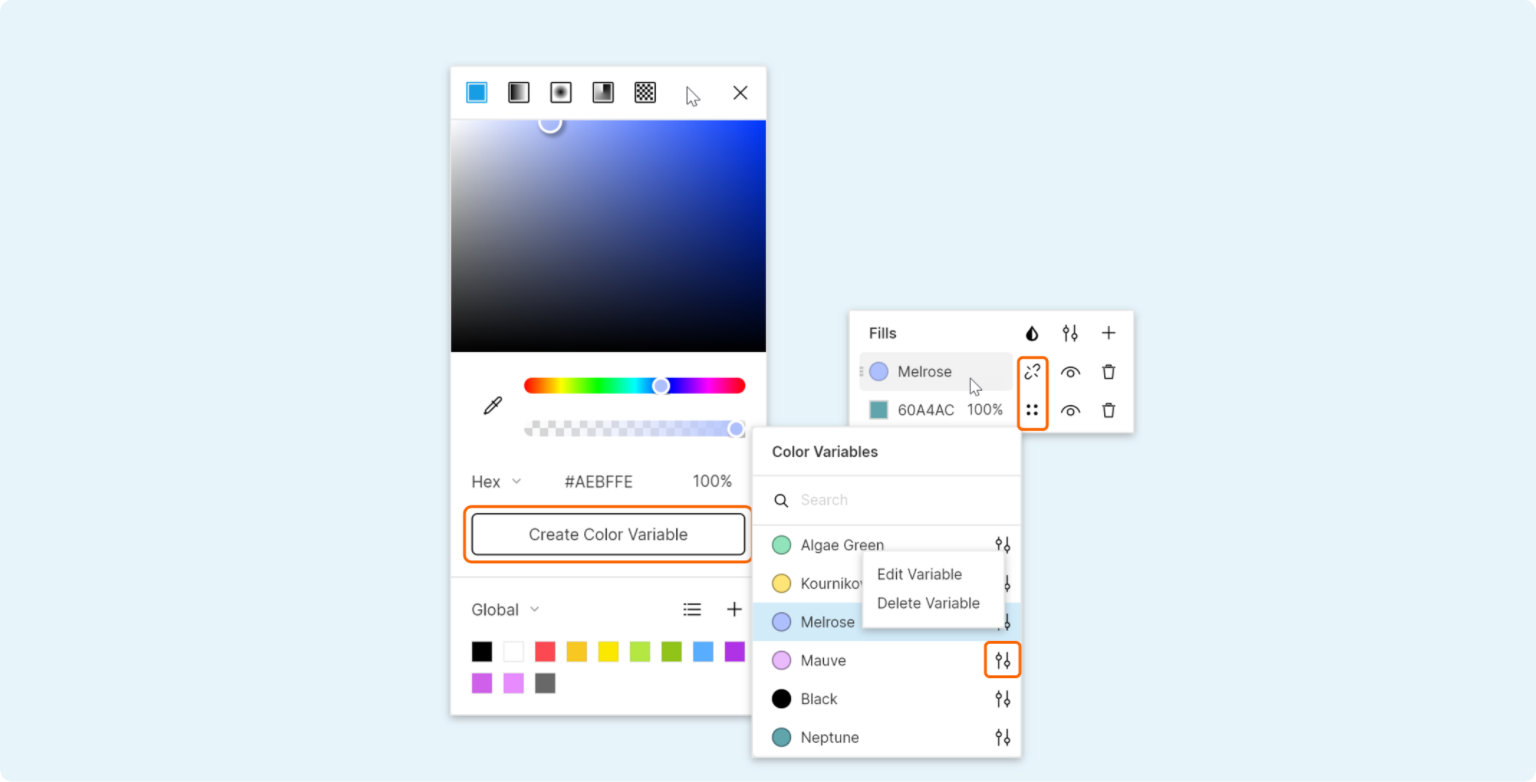 Hex #AEBFFE 100%
Create Color Variable
Global
Fills
Melrose
60A4AC 100%
Color Variables
Search
Algae Green
Edit Variable
Delete Variable
Melrose
Mauve
Black
Neptune